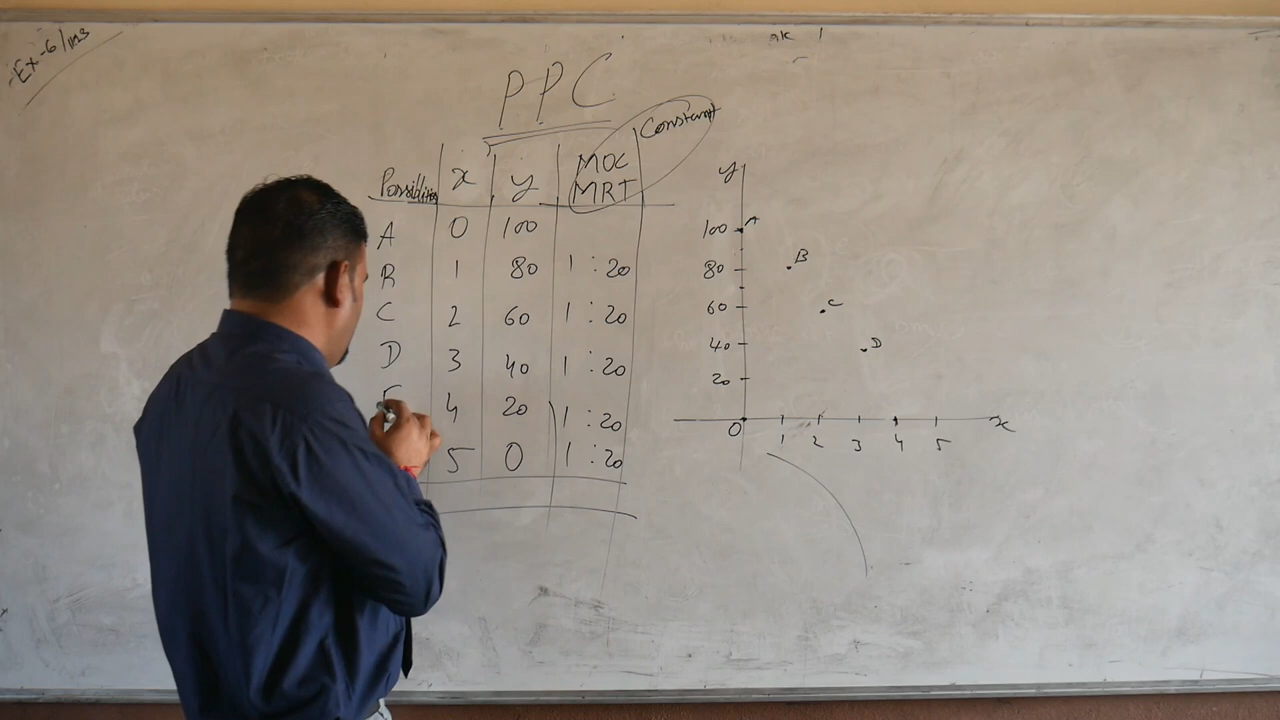 Ex-6/
PPC
Constant
Possibilities x y MOC
MRT
A 0 100
B 1 80 1 : 20
C 2 60 1 : 20
D 3 40 1 : 20
4 20 1 : 20
5 0 1 : 20
y
100 A
80 B
60 C
40 D
20
0 1 2 3 4 5 x